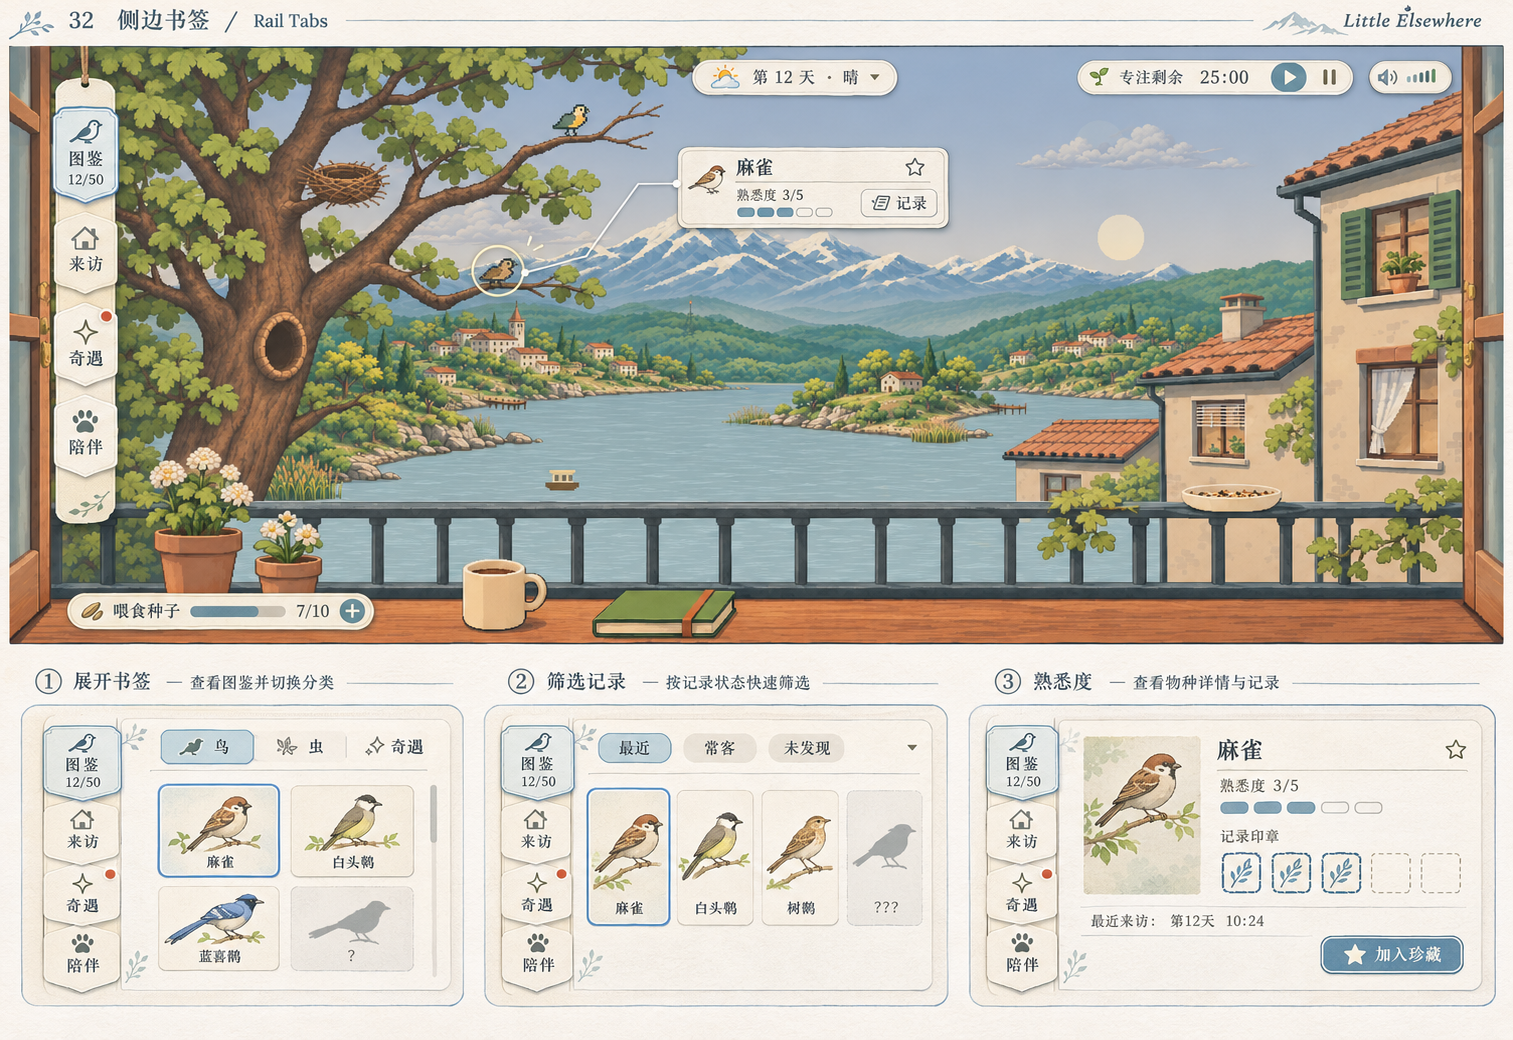 32 侧边书签 / Rail Tabs
Little Elsewhere
第 12 天 · 晴
专注剩余 25:00
图鉴
12/50
来访
奇遇
陪伴
麻雀
熟悉度 3/5
记录
喂食种子 7/10
① 展开书签 — 查看图鉴并切换分类
图鉴
12/50
来访
奇遇
陪伴
鸟 虫 奇遇
麻雀 白头鹎
蓝喜鹊 ?
② 筛选记录 — 按记录状态快速筛选
图鉴
12/50
来访
奇遇
陪伴
最近 常客 未发现
麻雀 白头鹎 树鹨 ???
③ 熟悉度 — 查看物种详情与记录
图鉴
12/50
来访
奇遇
陪伴
麻雀
熟悉度 3/5
记录印章
最近来访： 第12天 10:24
加入珍藏